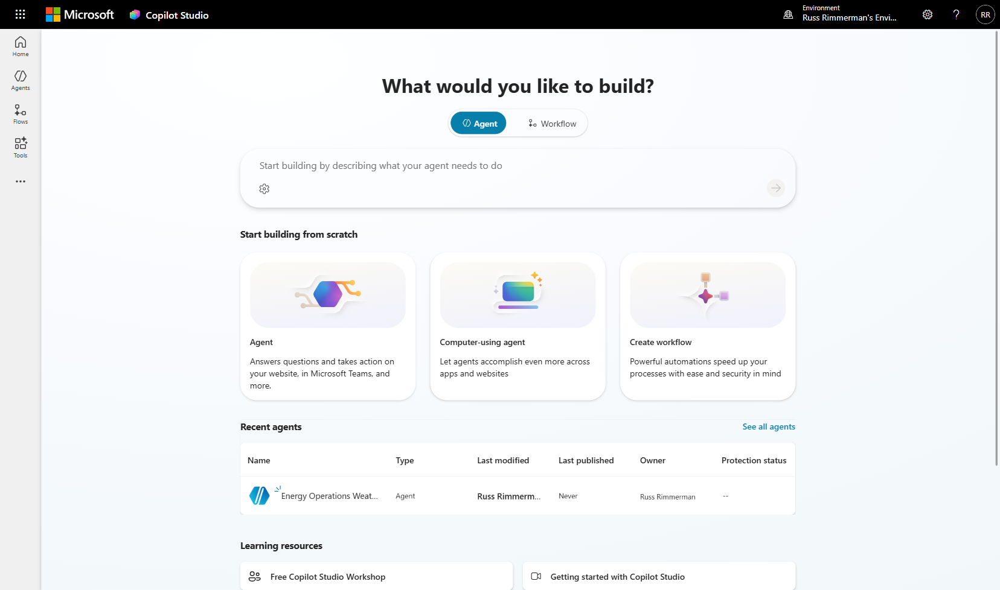 Microsoft
Copilot Studio
Environment
Russ Rimmerman's Envi...
?
RR
Home
Agents
Flows
Tools
What would you like to build?
Agent
Workflow
Start building by describing what your agent needs to do
Start building from scratch
Agent
Answers questions and takes action on
your website, in Microsoft Teams, and
more.
Computer-using agent
Let agents accomplish even more across
apps and websites
Create workflow
Powerful automations speed up your
processes with ease and security in mind
Recent agents
See all agents
Name Type Last modified Last published Owner Protection status
Energy Operations Weat... Agent Russ Rimmerm... Never Russ Rimmerman --
Learning resources
Free Copilot Studio Workshop
Getting started with Copilot Studio